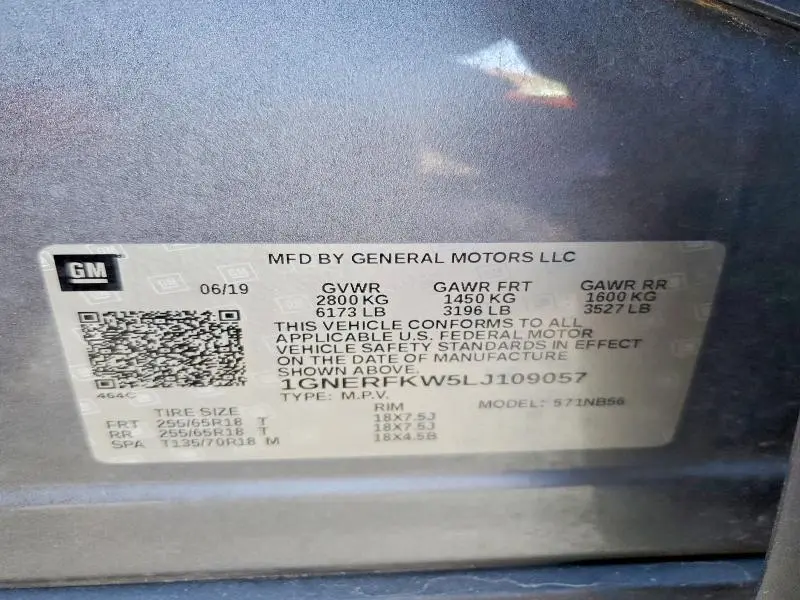 GM
MFD BY GENERAL MOTORS LLC
06/19 GVWR GAWR FRT GAWR RR
2800 KG 1450 KG 1600 KG
6173 LB 3196 LB 3527 LB
THIS VEHICLE CONFORMS TO ALL
APPLICABLE U.S. FEDERAL MOTOR
VEHICLE SAFETY STANDARDS IN EFFECT
ON THE DATE OF MANUFACTURE
SHOWN ABOVE.
1GNERFKW5LJ109057
464C
TYPE: M.P.V. MODEL: 571NB56
TIRE SIZE RIM
FRT 255/65R18 T 18X7.5J
RR 255/65R18 T 18X7.5J
SPA T135/70R18 M 18X4.5B